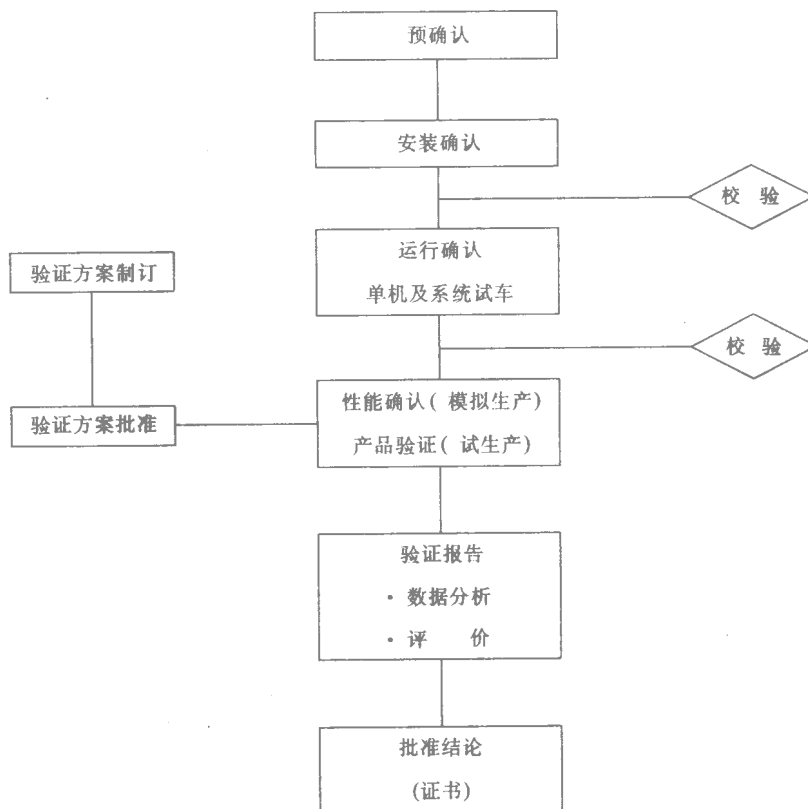 预确认
安装确认
校 验
运行确认
单机及系统试车
验证方案制订
校 验
性能确认( 模拟生产)
产品验证( 试生产)
验证方案批准
验证报告
· 数据分析
· 评 价
批准结论
(证书)